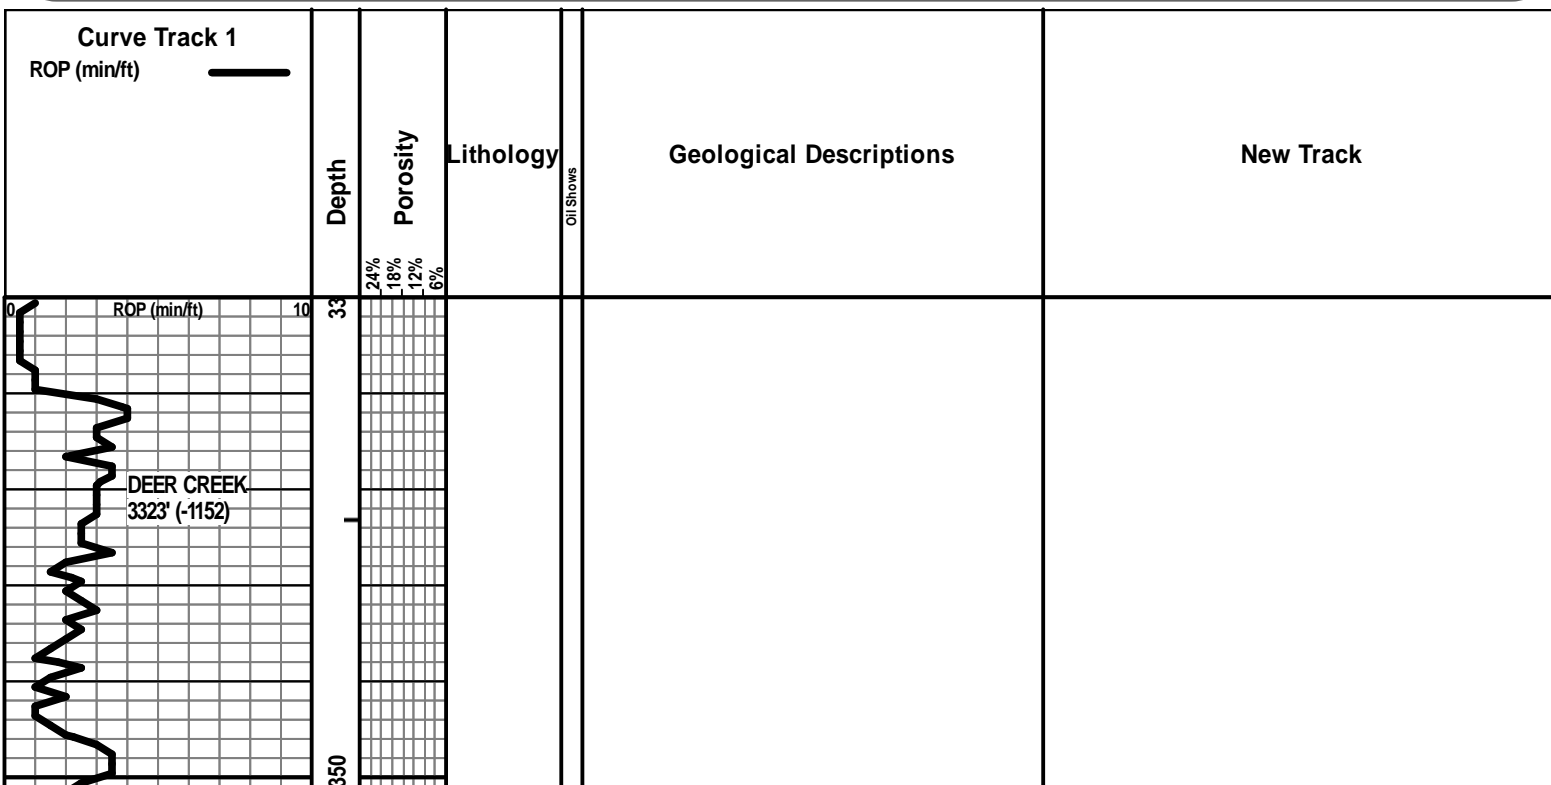 Curve Track 1
ROP (min/ft)
Depth
Porosity
24%
18%
12%
6%
Lithology
Oil Shows
Geological Descriptions
New Track
0 ROP (min/ft) 10
33
DEER CREEK
3323' (-1152)
350